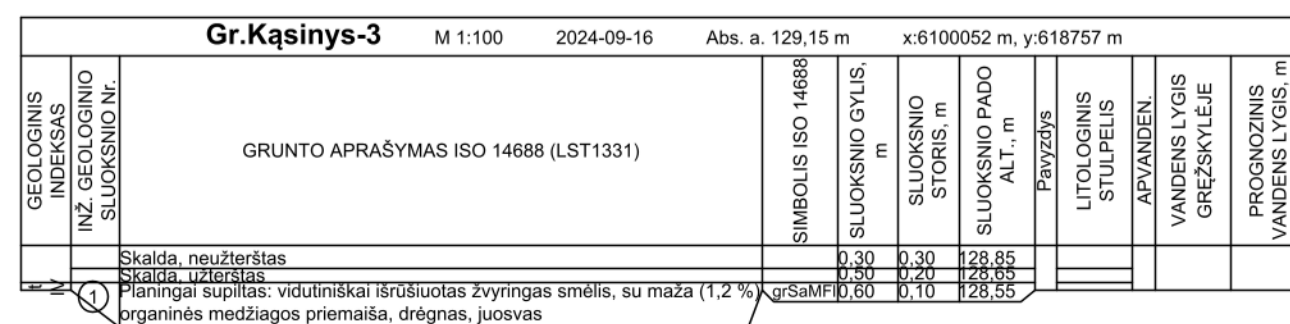 Gr.Kąsinys-3 M 1:100 2024-09-16 Abs. a. 129,15 m x:6100052 m, y:618757 m
GEOLOGINIS
INDEKSAS
INŽ. GEOLOGINIO
SLUOKSNIO Nr.
GRUNTO APRAŠYMAS ISO 14688 (LST1331)
SIMBOLIS ISO 14688
SLUOKSNIO GYLIS,
m
SLUOKSNIO
STORIS, m
SLUOKSNIO PADO
ALT., m
Pavyzdys
LITOLOGINIS
STULPELIS
APVANDEN.
VANDENS LYGIS
GRĘŽSKYLĖJE
PROGNOZINIS
VANDENS LYGIS, m
Skalda, neužterštas 0,30 0,30 128,85
Skalda, užterštas 0,50 0,20 128,65
t IV
1 Planingai supiltas: vidutiniškai išrūšiuotas žvyringas smėlis, su maža (1,2 %) grSaMFl 0,60 0,10 128,55
organinės medžiagos priemaiša, drėgnas, juosvas